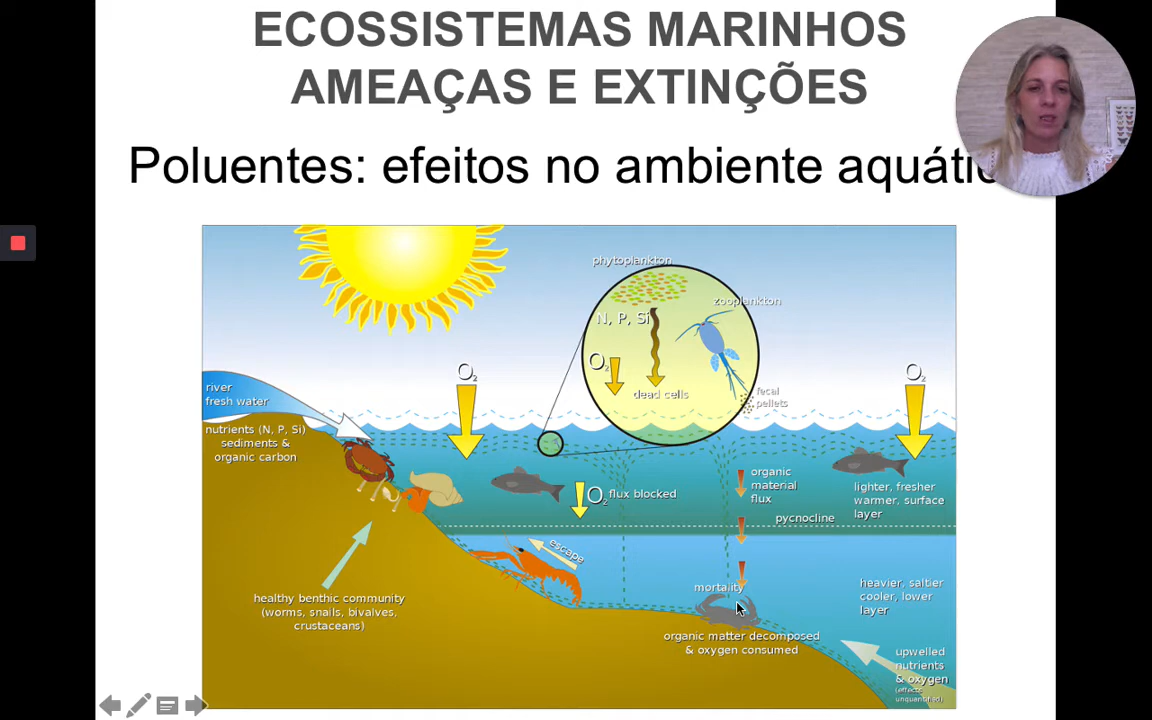 ECOSSISTEMAS MARINHOS
AMEAÇAS E EXTINÇÕES
Poluentes: efeitos no ambiente
phytoplankton
zooplankton
N, P, Si
O₂
dead cells
fecal
pellets
O₂
O₂
river
fresh water
nutrients (N, P, Si)
sediments &
organic carbon
organic
material
flux
O₂ flux blocked
lighter, fresher
warmer, surface
layer
pycnocline
escape
mortality
heavier, saltier
cooler, lower
layer
healthy benthic community
(worms, snails, bivalves,
crustaceans)
organic matter decomposed
& oxygen consumed
upwelled
nutrients
& oxygen
(effects
unquantified)